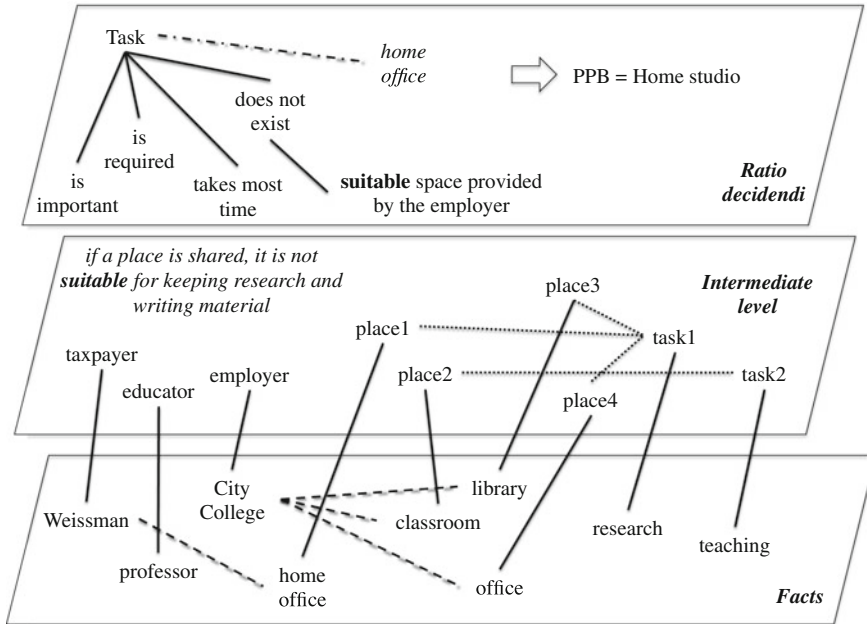 Task
home
office
PPB = Home studio
does not
exist
is
required
is
important
takes most
time
suitable space provided
by the employer
Ratio
decidendi
if a place is shared, it is not
suitable for keeping research and
writing material
place3
Intermediate
level
place1
task1
taxpayer
employer
place2
task2
educator
place4
City
College
library
Weissman
classroom
research
teaching
professor
home
office
office
Facts